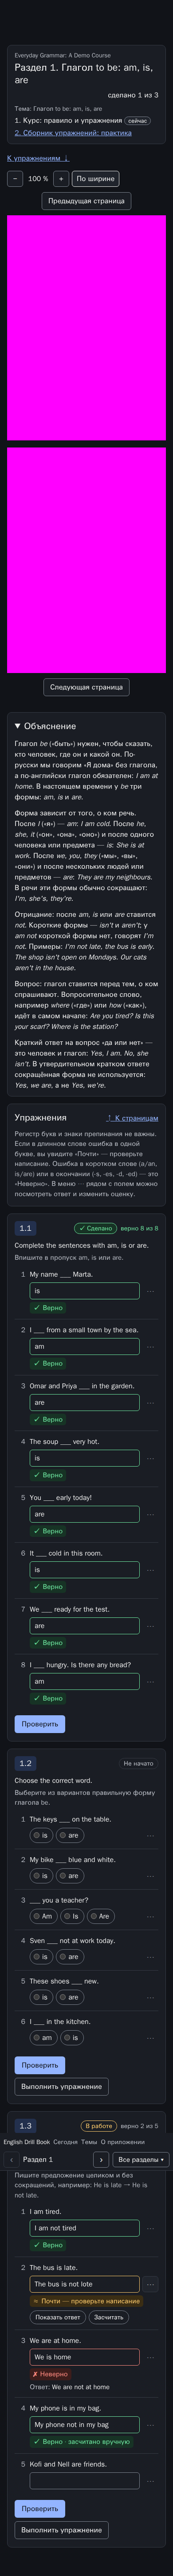 Everyday Grammar: A Demo Course
Раздел 1. Глагол to be: am, is,
are
сделано 1 из 3
Тема: Глагол to be: am, is, are
1. Курс: правило и упражнения сейчас
2. Сборник упражнений: практика
К упражнениям ↓
− 100 % + По ширине
Предыдущая страница
Следующая страница
▼ Объяснение
Глагол be («быть») нужен, чтобы сказать,
кто человек, где он и какой он. По-
русски мы говорим «Я дома» без глагола,
а по-английски глагол обязателен: I am at
home. В настоящем времени у be три
формы: am, is и are.
Форма зависит от того, о ком речь.
После I («я») — am: I am cold. После he,
she, it («он», «она», «оно») и после одного
человека или предмета — is: She is at
work. После we, you, they («мы», «вы»,
«они») и после нескольких людей или
предметов — are: They are my neighbours.
В речи эти формы обычно сокращают:
I'm, she's, they're.
Отрицание: после am, is или are ставится
not. Короткие формы — isn't и aren't; у
am not короткой формы нет, говорят I'm
not. Примеры: I'm not late, the bus is early.
The shop isn't open on Mondays. Our cats
aren't in the house.
Вопрос: глагол ставится перед тем, о ком
спрашивают. Вопросительное слово,
например where («где») или how («как»),
идёт в самом начале: Are you tired? Is this
your scarf? Where is the station?
Краткий ответ на вопрос «да или нет» —
это человек и глагол: Yes, I am. No, she
isn't. В утвердительном кратком ответе
сокращённая форма не используется:
Yes, we are, а не Yes, we're.
Упражнения ↑ К страницам
Регистр букв и знаки препинания не важны.
Если в длинном слове ошибка в одной
букве, вы увидите «Почти» — проверьте
написание. Ошибка в коротком слове (a/an,
is/are) или в окончании (-s, -es, -d, -ed) — это
«Неверно». В меню ⋯ рядом с полем можно
посмотреть ответ и изменить оценку.
1.1 ✓ Сделано верно 8 из 8
Complete the sentences with am, is or are.
Впишите в пропуск am, is или are.
1 My name ___ Marta.
is ⋯
✓ Верно
2 I ___ from a small town by the sea.
am ⋯
✓ Верно
3 Omar and Priya ___ in the garden.
are ⋯
✓ Верно
4 The soup ___ very hot.
is ⋯
✓ Верно
5 You ___ early today!
are ⋯
✓ Верно
6 It ___ cold in this room.
is ⋯
✓ Верно
7 We ___ ready for the test.
are ⋯
✓ Верно
8 I ___ hungry. Is there any bread?
am ⋯
✓ Верно
Проверить
1.2 Не начато
Choose the correct word.
Выберите из вариантов правильную форму
глагола be.
1 The keys ___ on the table.
is are ⋯
2 My bike ___ blue and white.
is are ⋯
3 ___ you a teacher?
Am Is Are ⋯
4 Sven ___ not at work today.
is are ⋯
5 These shoes ___ new.
is are ⋯
6 I ___ in the kitchen.
am is ⋯
Проверить
Выполнить упражнение
1.3 В работе верно 2 из 5
English Drill Book Сегодня Темы О приложении
‹ Раздел 1 › Все разделы ▾
Пишите предложение целиком и без
сокращений, например: He is late → He is
not late.
1 I am tired.
I am not tired ⋯
✓ Верно
2 The bus is late.
The bus is not lote ⋯
≈ Почти — проверьте написание
Показать ответ Засчитать
3 We are at home.
We is home ⋯
✗ Неверно
Ответ: We are not at home
4 My phone is in my bag.
My phone not in my bag ⋯
✓ Верно · засчитано вручную
5 Kofi and Nell are friends.
⋯
Проверить
Выполнить упражнение